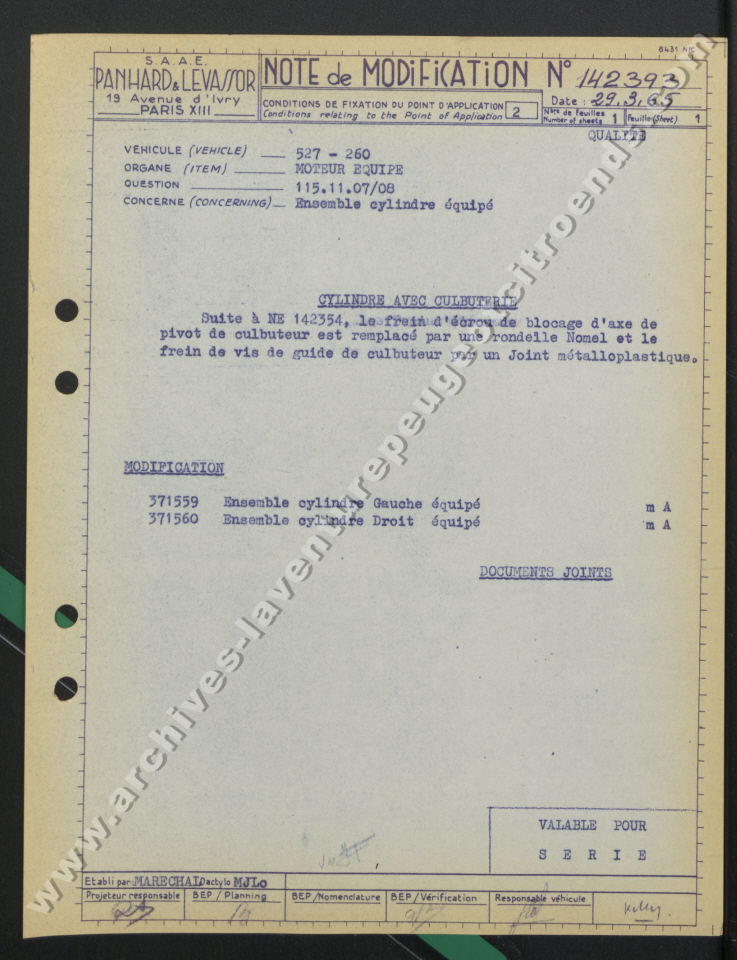 8431 NIC
S.A.A.E.
PANHARD & LEVASSOR
19 Avenue d'Ivry
PARIS XIII
NOTE de MODIFICATION N° 142393
CONDITIONS DE FIXATION DU POINT D'APPLICATION 2
Conditions relating to the Point of Application
Date : 29.3.65
Nbre de feuilles 1 Feuille (Sheet) 1
Number of sheets
QUALITE
VEHICULE (VEHICLE) 527 - 260
ORGANE (ITEM) MOTEUR EQUIPE
QUESTION 115.11.07/08
CONCERNE (CONCERNING) Ensemble cylindre équipé
CYLINDRE AVEC CULBUTERIE
Suite à NE 142354, le frein d'écrou de blocage d'axe de
pivot de culbuteur est remplacé par une rondelle Nomel et le
frein de vis de guide de culbuteur par un Joint métalloplastique.
MODIFICATION
371559 Ensemble cylindre Gauche équipé m A
371560 Ensemble cylindre Droit équipé m A
DOCUMENTS JOINTS
VALABLE POUR
S E R I E
Etabli par MARECHAL Dactylo MJLo
Projeteur responsable BEP / Planning BEP / Nomenclature BEP / Vérification Responsable véhicule
www.archives-laventurepeugeotcitroends.com